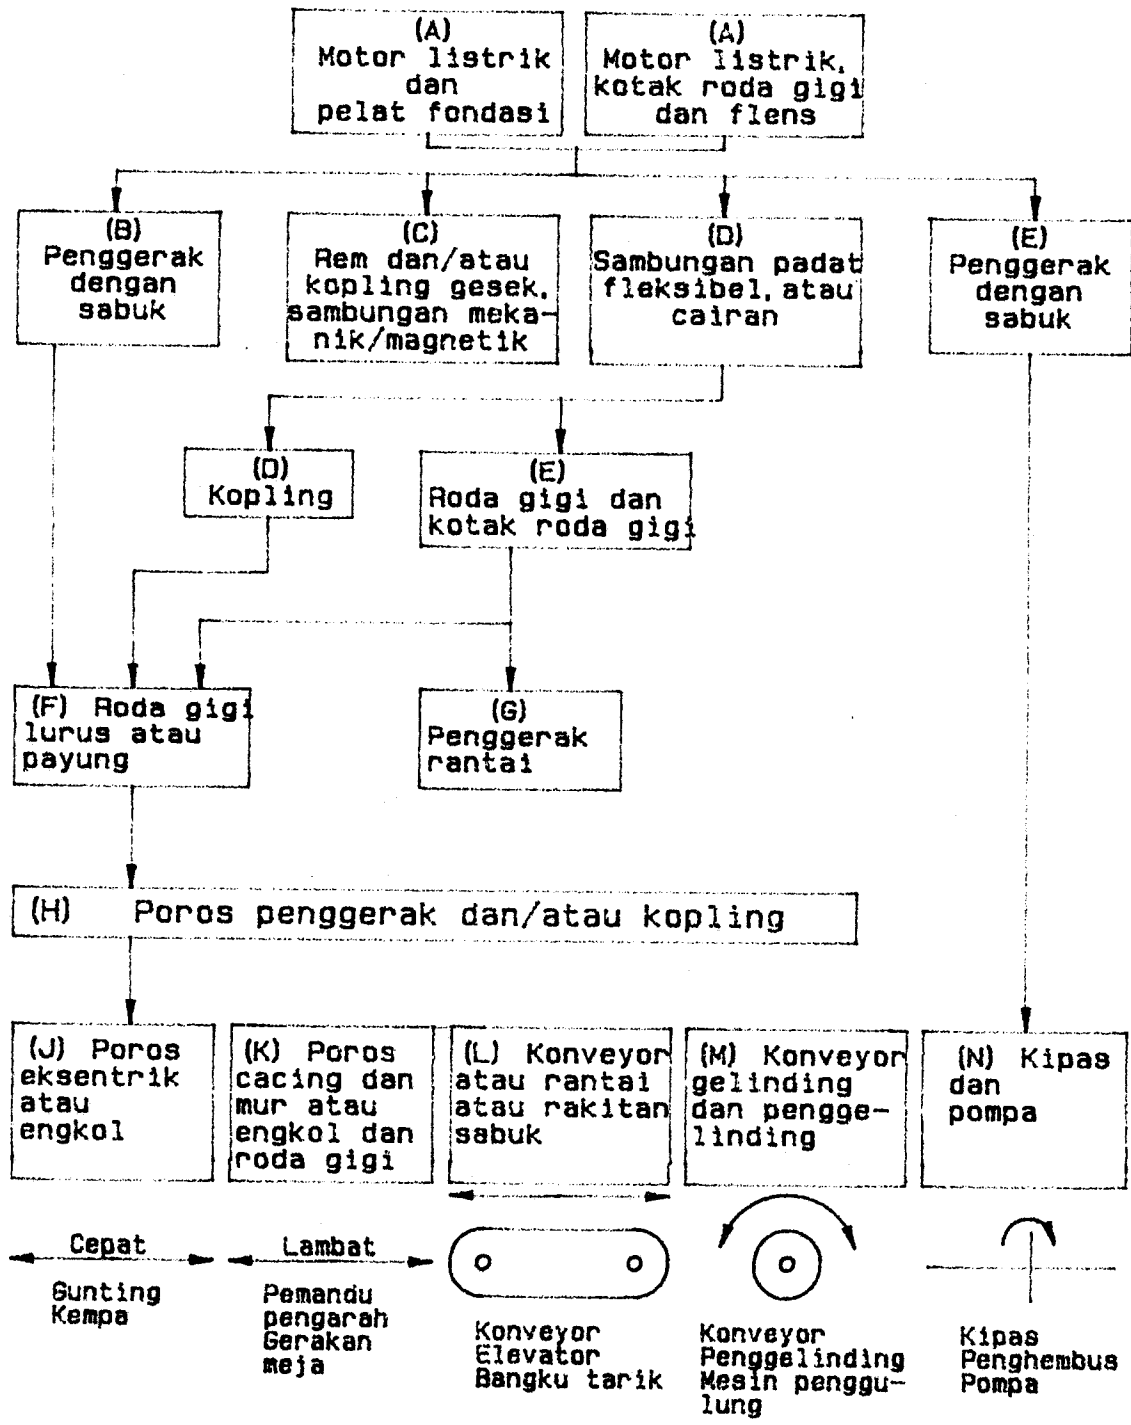 (A)
Motor listrik
dan
pelat fondasi
(A)
Motor listrik,
kotak roda gigi
dan flens
(B)
Penggerak
dengan
sabuk
(C)
Rem dan/atau
kopling gesek,
sambungan meka-
nik/magnetik
(D)
Sambungan padat
fleksibel, atau
cairan
(E)
Penggerak
dengan
sabuk
(D)
Kopling
(E)
Roda gigi dan
kotak roda gigi
(F) Roda gigi
lurus atau
payung
(G)
Penggerak
rantai
(H) Poros penggerak dan/atau kopling
(J) Poros
eksentrik
atau
engkol
(K) Poros
cacing dan
mur atau
engkol dan
roda gigi
(L) Konveyor
atau rantai
atau rakitan
sabuk
(M) Konveyor
gelinding
dan pengge-
linding
(N) Kipas
dan
pompa
Cepat
Gunting
Kempa
Lambat
Pemandu
pengarah
Gerakan
meja
Konveyor
Elevator
Bangku tarik
Konveyor
Penggelinding
Mesin penggu-
lung
Kipas
Penghembus
Pompa